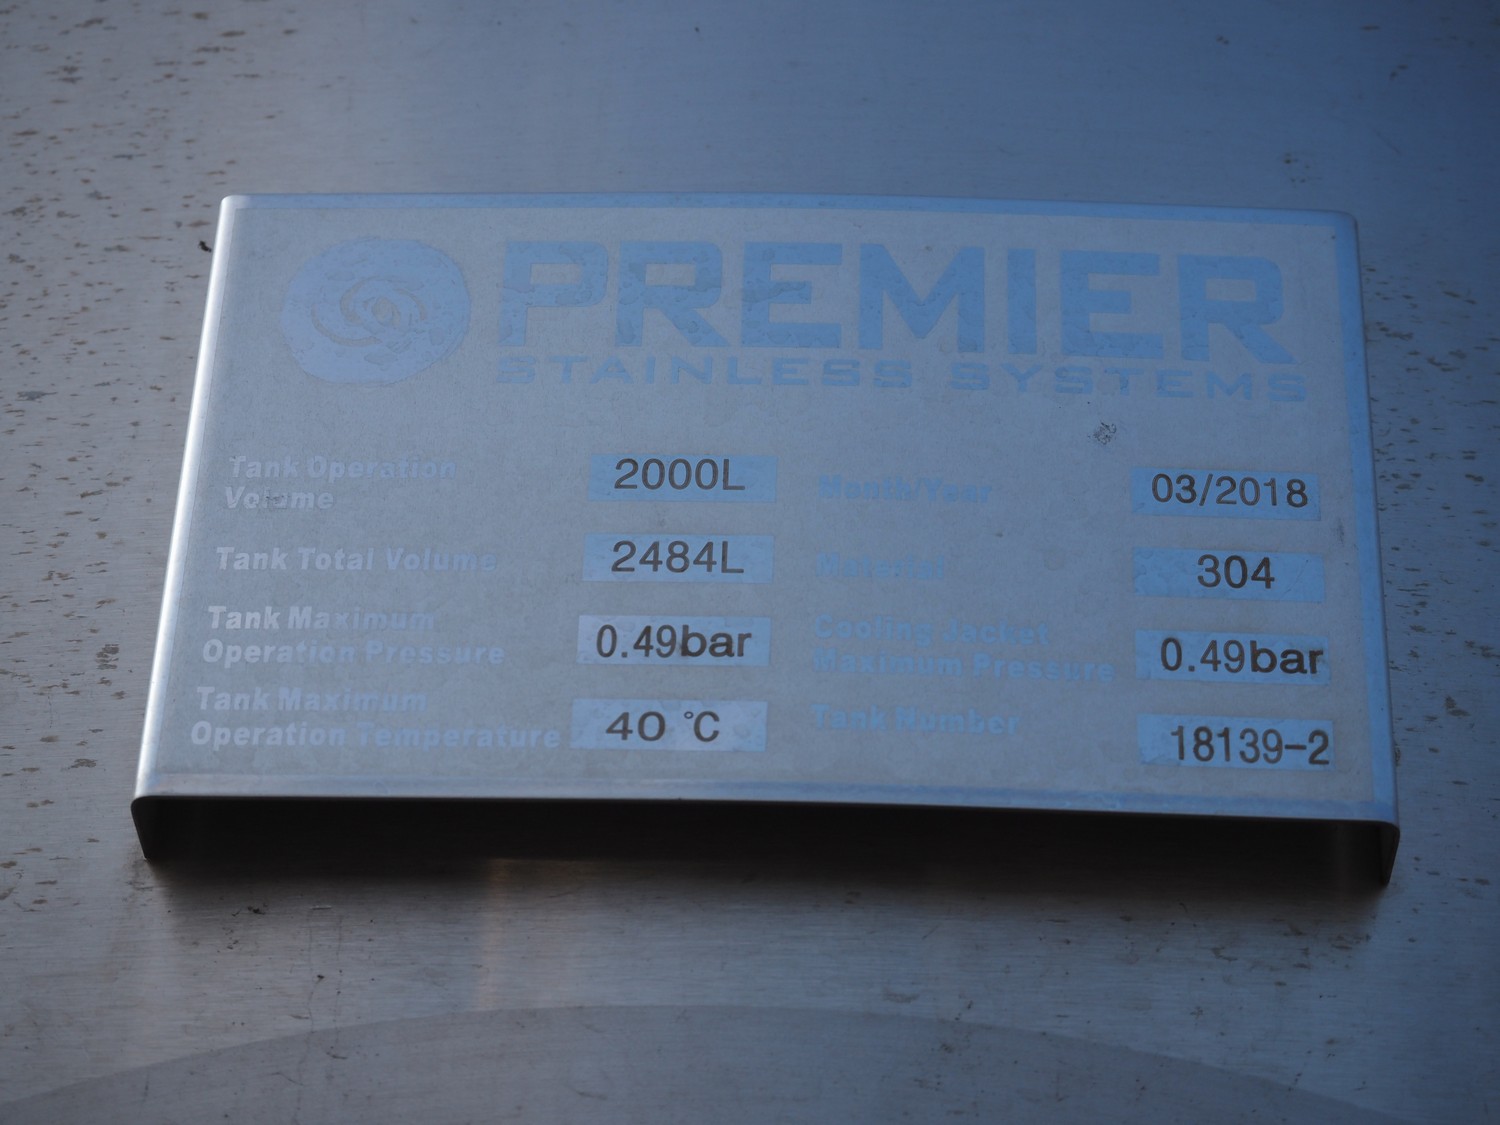 PREMIER
STAINLESS SYSTEMS
Tank Operation
Volume
2000L
Month/Year
03/2018
Tank Total Volume
2484L
Material
304
Tank Maximum
Operation Pressure
0.49bar
Cooling Jacket
Maximum Pressure
0.49bar
Tank Maximum
Operation Temperature
40 °C
Tank Number
18139-2